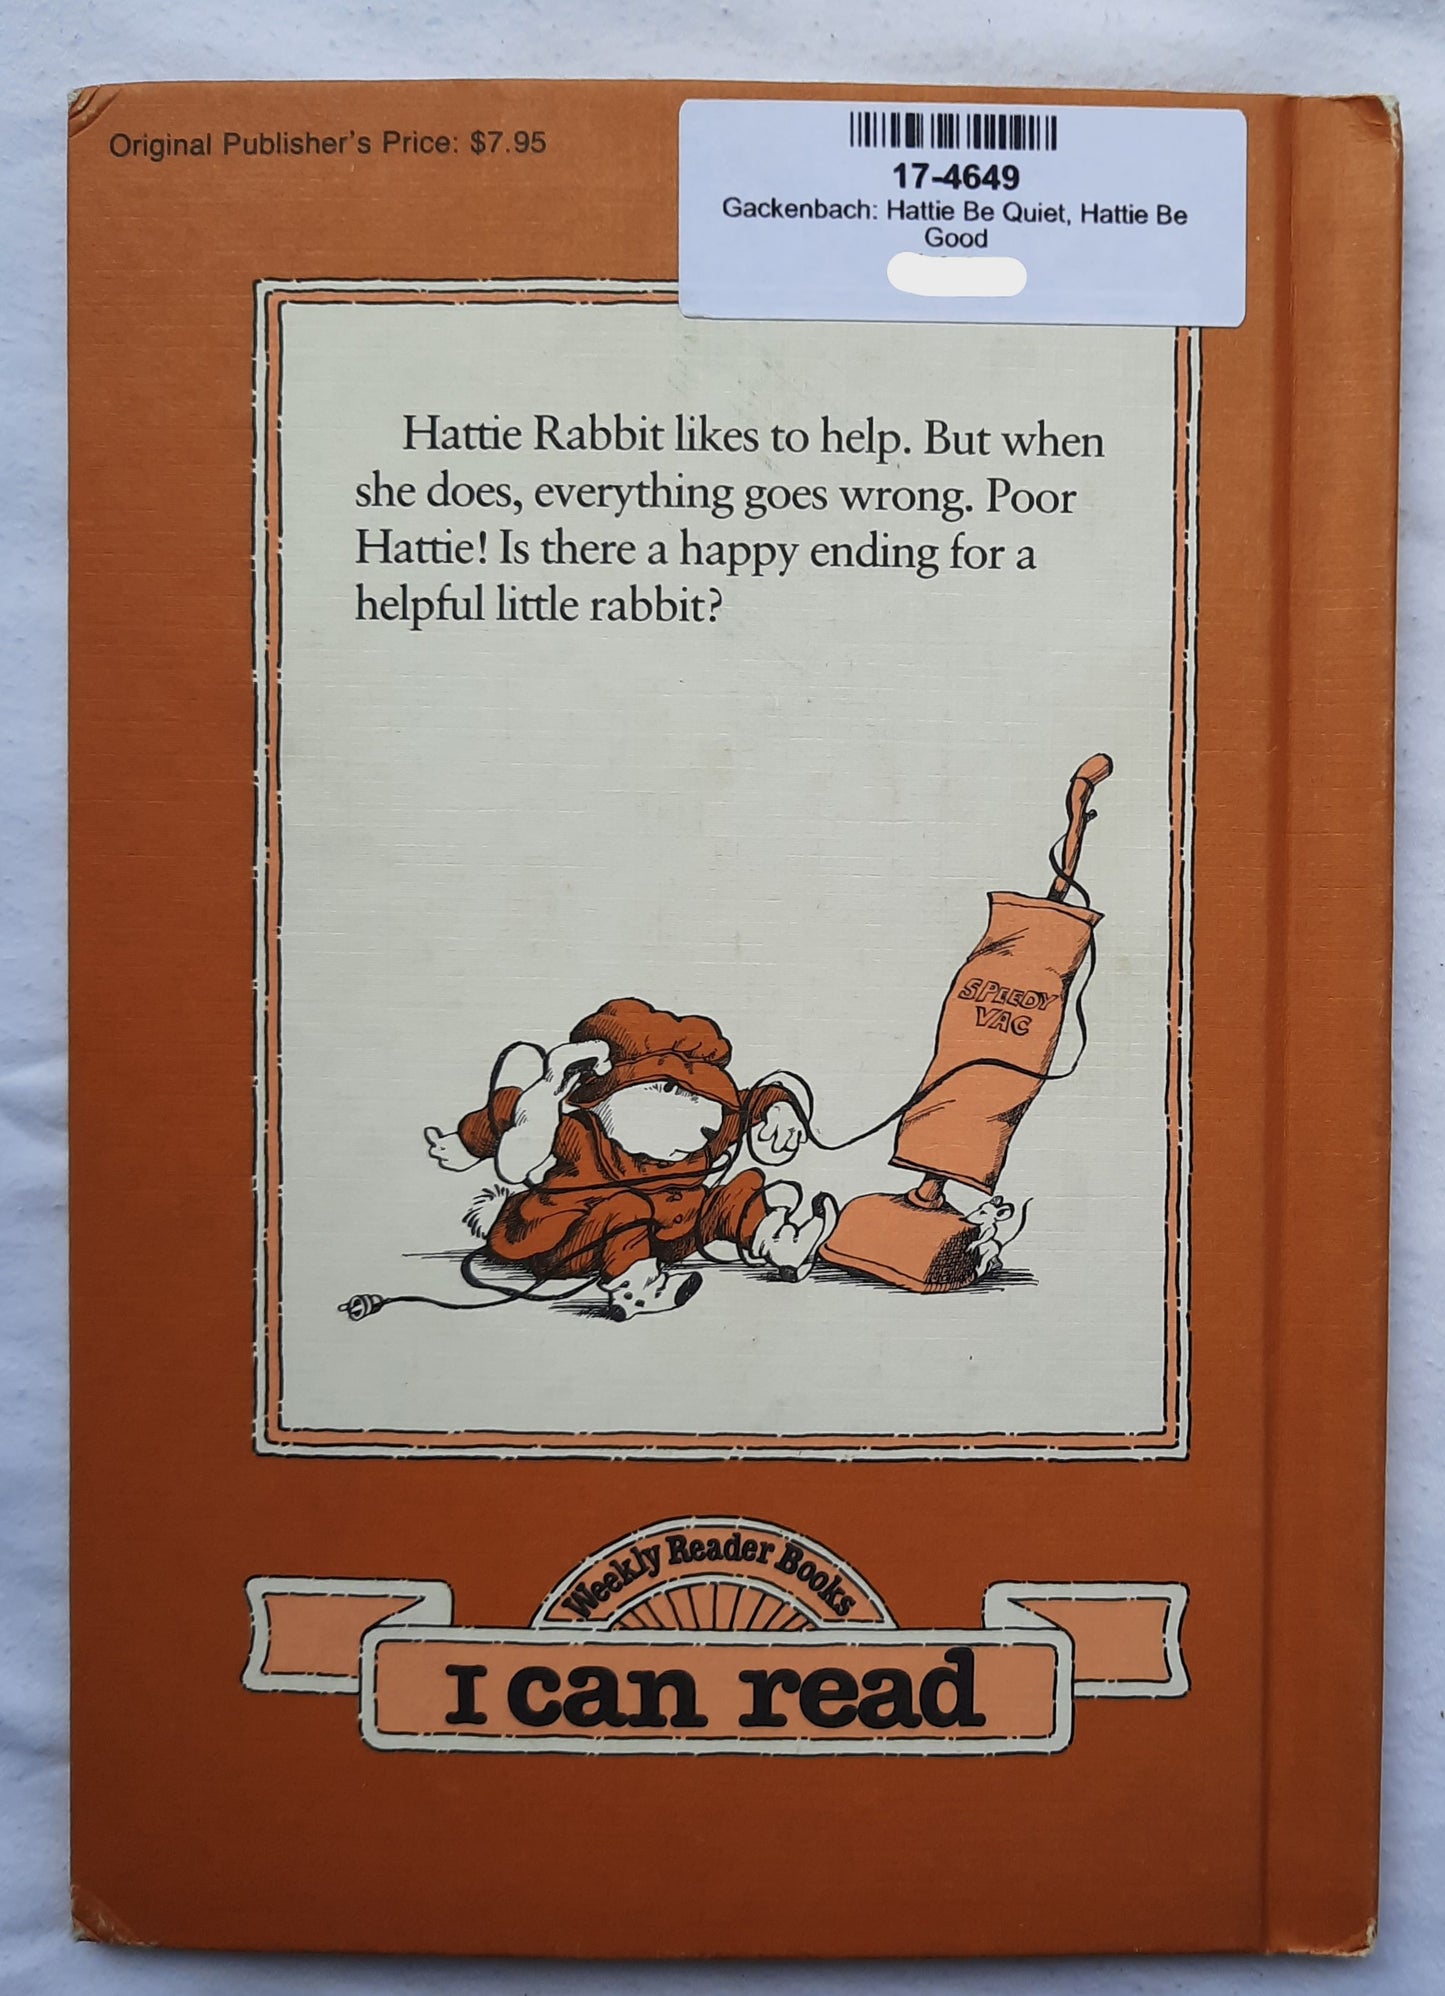 Original Publisher's Price: $7.95
17-4649
Gackenbach: Hattie Be Quiet, Hattie Be
Good
Hattie Rabbit likes to help. But when
she does, everything goes wrong. Poor
Hattie! Is there a happy ending for a
helpful little rabbit?
SPEEDY
VAC
Weekly Reader Books
I can read